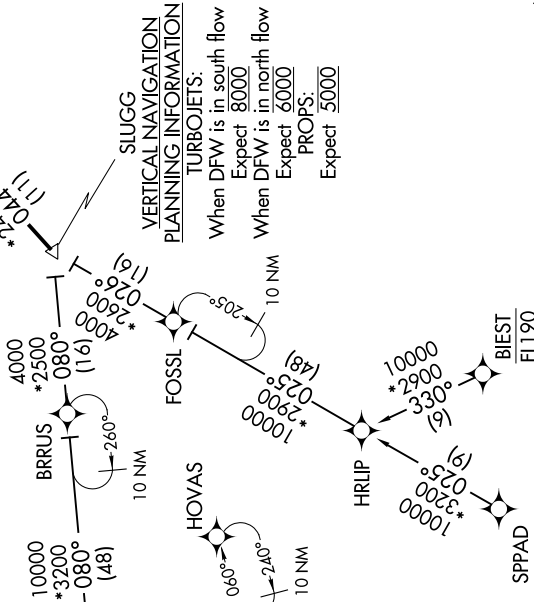 *24
044
(11)
SLUGG
VERTICAL NAVIGATION
PLANNING INFORMATION
TURBOJETS:
When DFW is in south flow
Expect 8000
When DFW is in north flow
Expect 6000
PROPS:
Expect 5000
4000
*2500
080°
(16)
BRRUS
260°
10 NM
4000
*2600
026°
(16)
FOSSL
205°
10 NM
10000
*3200
080°
(48)
HOVAS
060°
240°
10 NM
10000
*2900
025°
(48)
HRLIP
10000
*2900
330°
(9)
BIEST
FL190
10000
*3200
025°
(9)
SPPAD